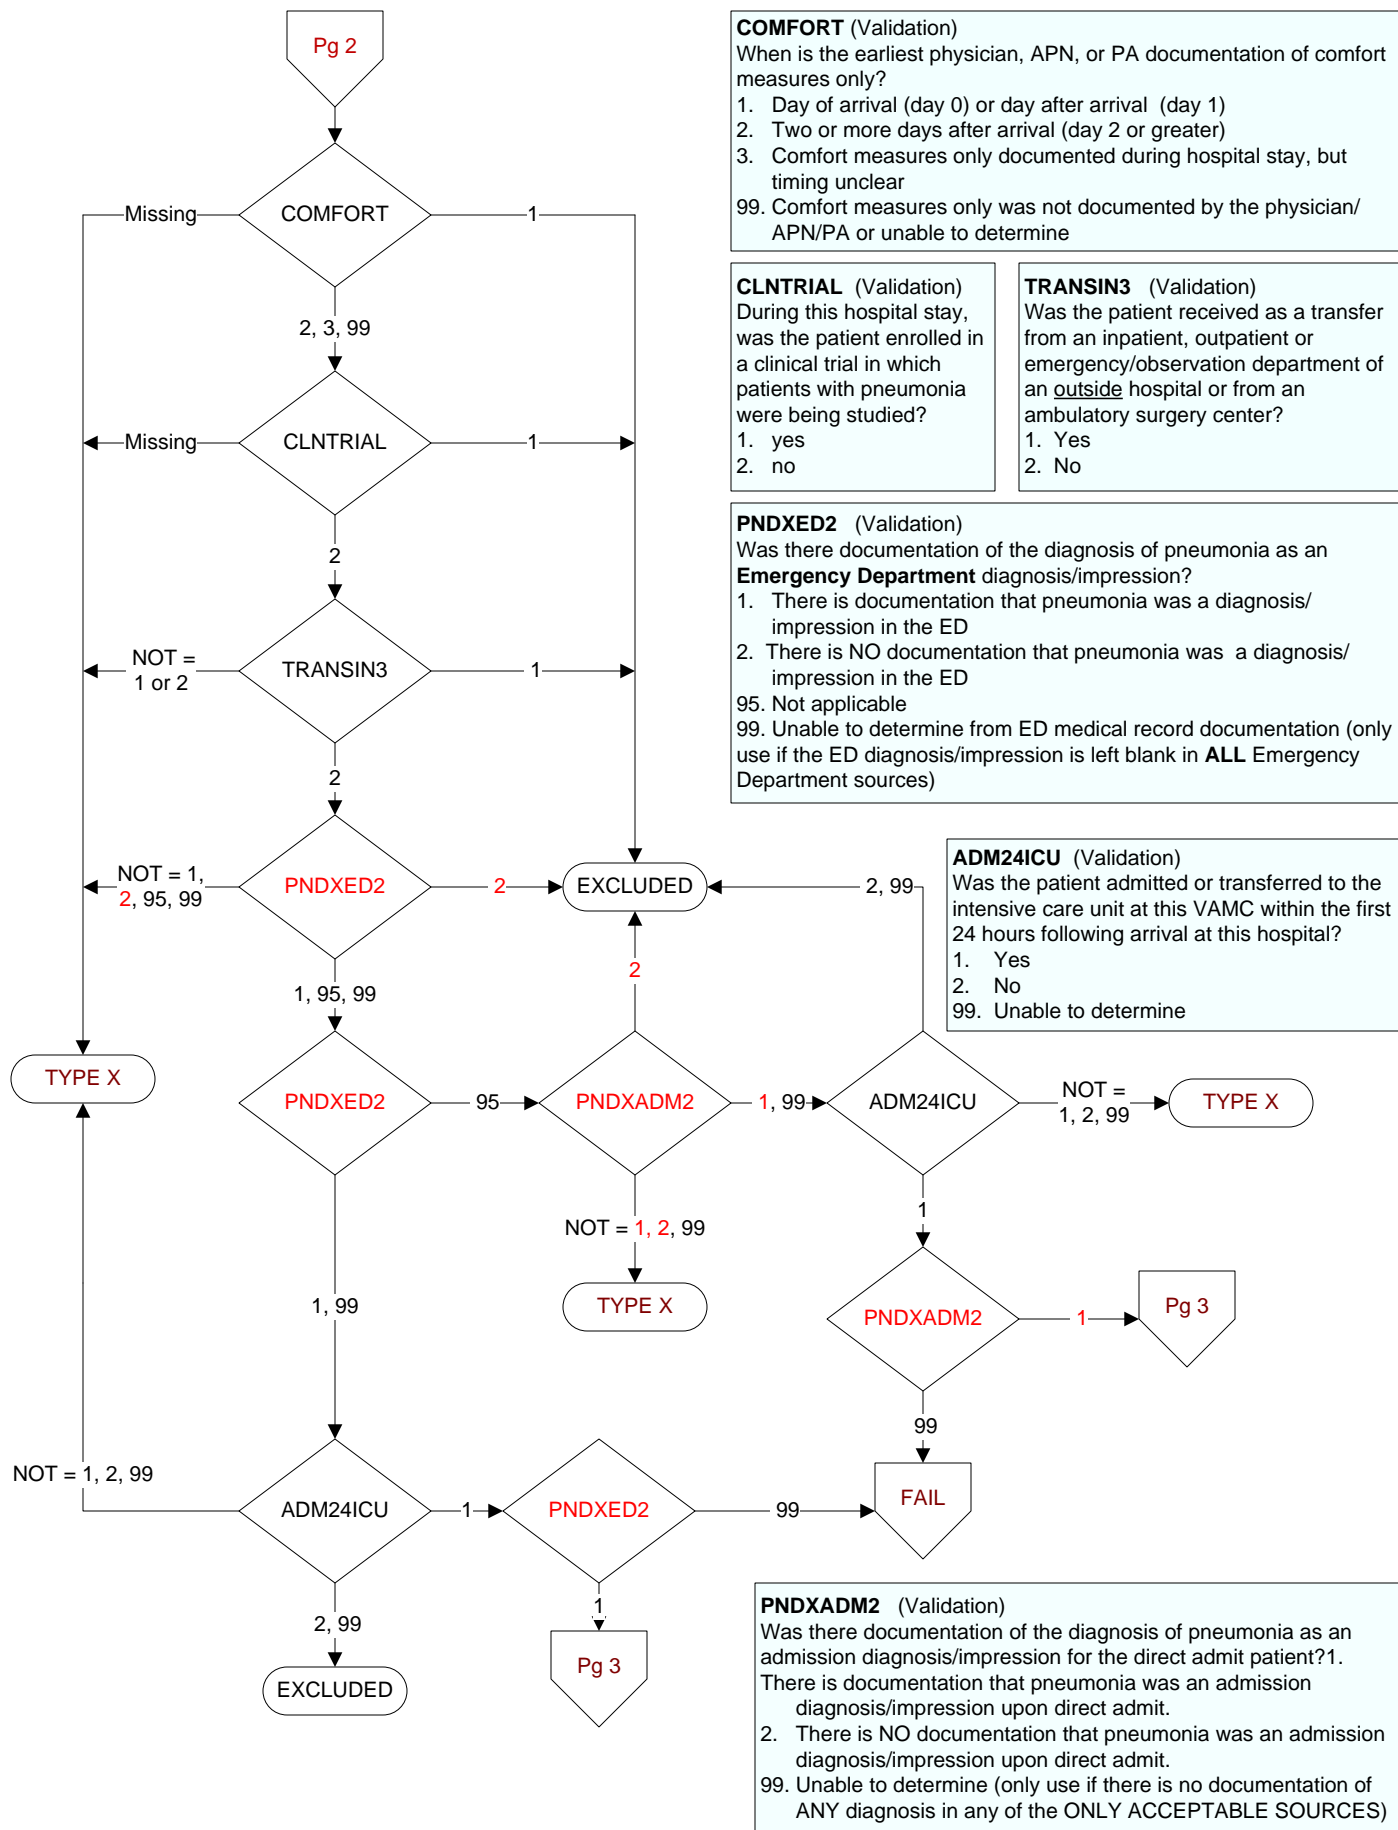 Pg 2
COMFORT (Validation)
When is the earliest physician, APN, or PA documentation of comfort
measures only?
1. Day of arrival (day 0) or day after arrival (day 1)
2. Two or more days after arrival (day 2 or greater)
3. Comfort measures only documented during hospital stay, but
timing unclear
99. Comfort measures only was not documented by the physician/
APN/PA or unable to determine
Missing
COMFORT
1
2, 3, 99
CLNTRIAL (Validation)
During this hospital stay,
was the patient enrolled in
a clinical trial in which
patients with pneumonia
were being studied?
1. yes
2. no
TRANSIN3 (Validation)
Was the patient received as a transfer
from an inpatient, outpatient or
emergency/observation department of
an outside hospital or from an
ambulatory surgery center?
1. Yes
2. No
Missing
CLNTRIAL
1
2
PNDXED2 (Validation)
Was there documentation of the diagnosis of pneumonia as an
Emergency Department diagnosis/impression?
1. There is documentation that pneumonia was a diagnosis/
impression in the ED
2. There is NO documentation that pneumonia was a diagnosis/
impression in the ED
95. Not applicable
99. Unable to determine from ED medical record documentation (only
use if the ED diagnosis/impression is left blank in ALL Emergency
Department sources)
NOT =
1 or 2
TRANSIN3
1
2
NOT = 1,
2, 95, 99
PNDXED2
2
EXCLUDED
2, 99
ADM24ICU (Validation)
Was the patient admitted or transferred to the
intensive care unit at this VAMC within the first
24 hours following arrival at this hospital?
1. Yes
2. No
99. Unable to determine
1, 95, 99
2
TYPE X
PNDXED2
95
PNDXADM2
1, 99
ADM24ICU
NOT =
1, 2, 99
TYPE X
NOT = 1, 2, 99
TYPE X
1
1, 99
PNDXADM2
1
Pg 3
99
NOT = 1, 2, 99
ADM24ICU
1
PNDXED2
99
FAIL
2, 99
EXCLUDED
1
Pg 3
PNDXADM2 (Validation)
Was there documentation of the diagnosis of pneumonia as an
admission diagnosis/impression for the direct admit patient?1.
There is documentation that pneumonia was an admission
diagnosis/impression upon direct admit.
2. There is NO documentation that pneumonia was an admission
diagnosis/impression upon direct admit.
99. Unable to determine (only use if there is no documentation of
ANY diagnosis in any of the ONLY ACCEPTABLE SOURCES)